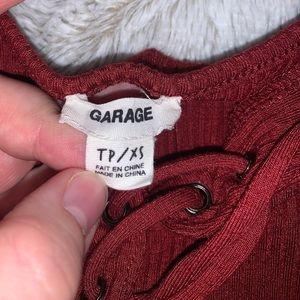 GARAGE
TP/XS
FAIT EN CHINE
MADE IN CHINA